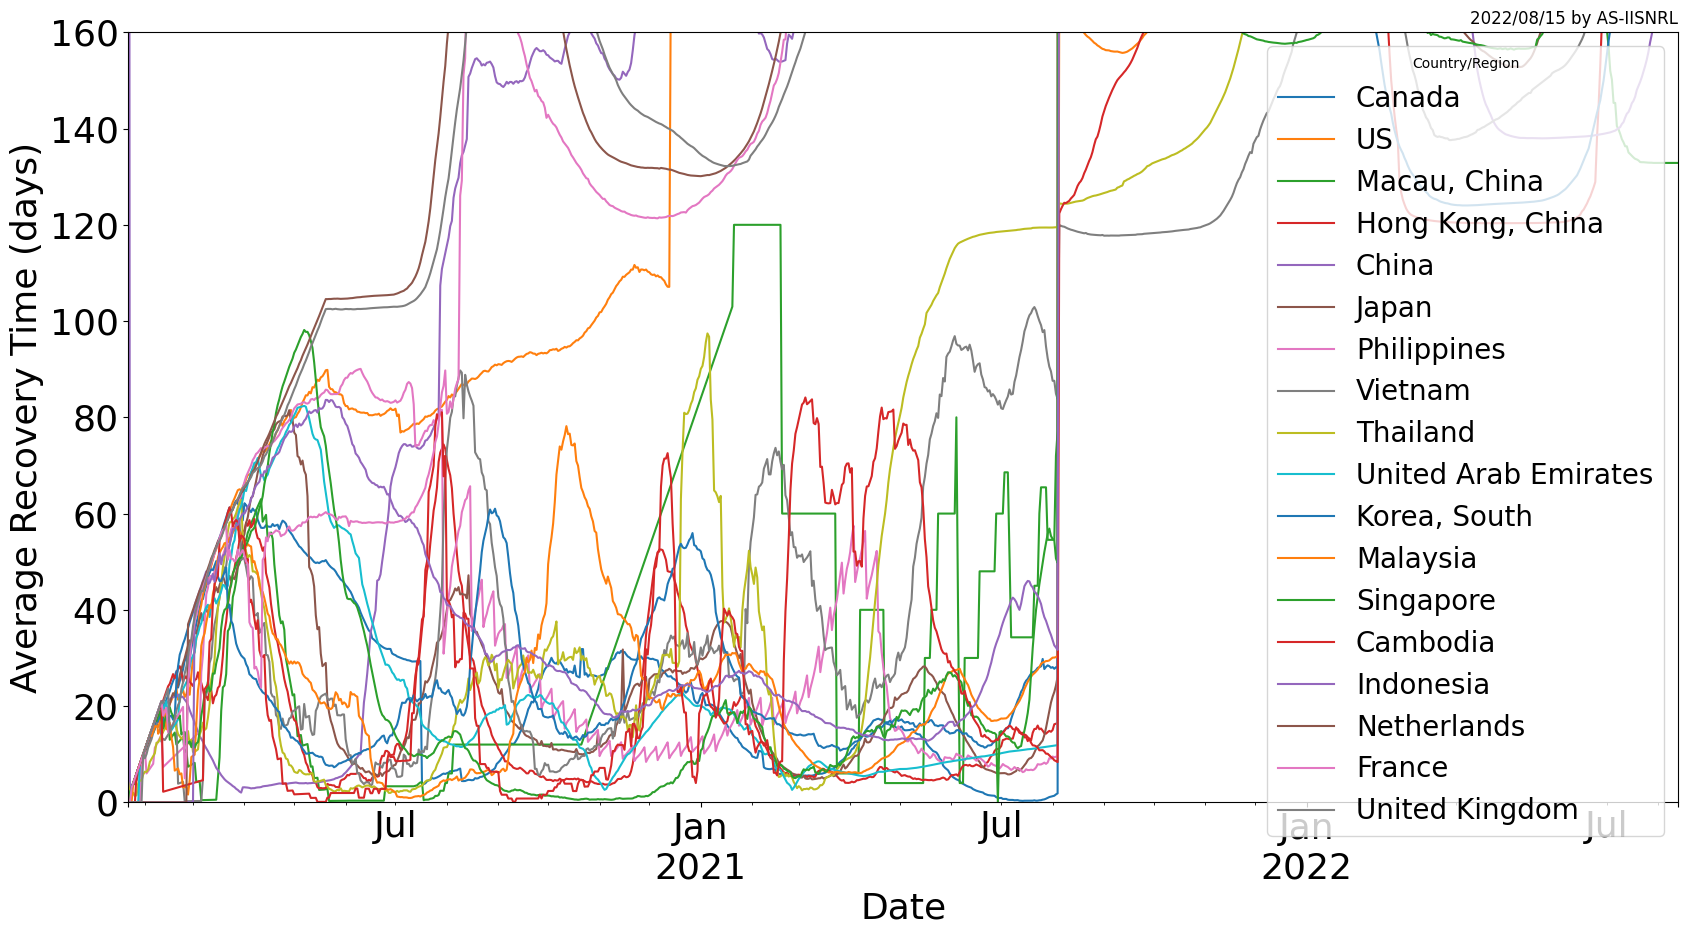 2022/08/15 by AS-IISNRL
160
140
120
100
80
60
40
20
0
Average Recovery Time (days)
Country/Region
Canada
US
Macau, China
Hong Kong, China
China
Japan
Philippines
Vietnam
Thailand
United Arab Emirates
Korea, South
Malaysia
Singapore
Cambodia
Indonesia
Netherlands
France
United Kingdom
Jul
Jan
2021
Jul
Jan
2022
Jul
Date